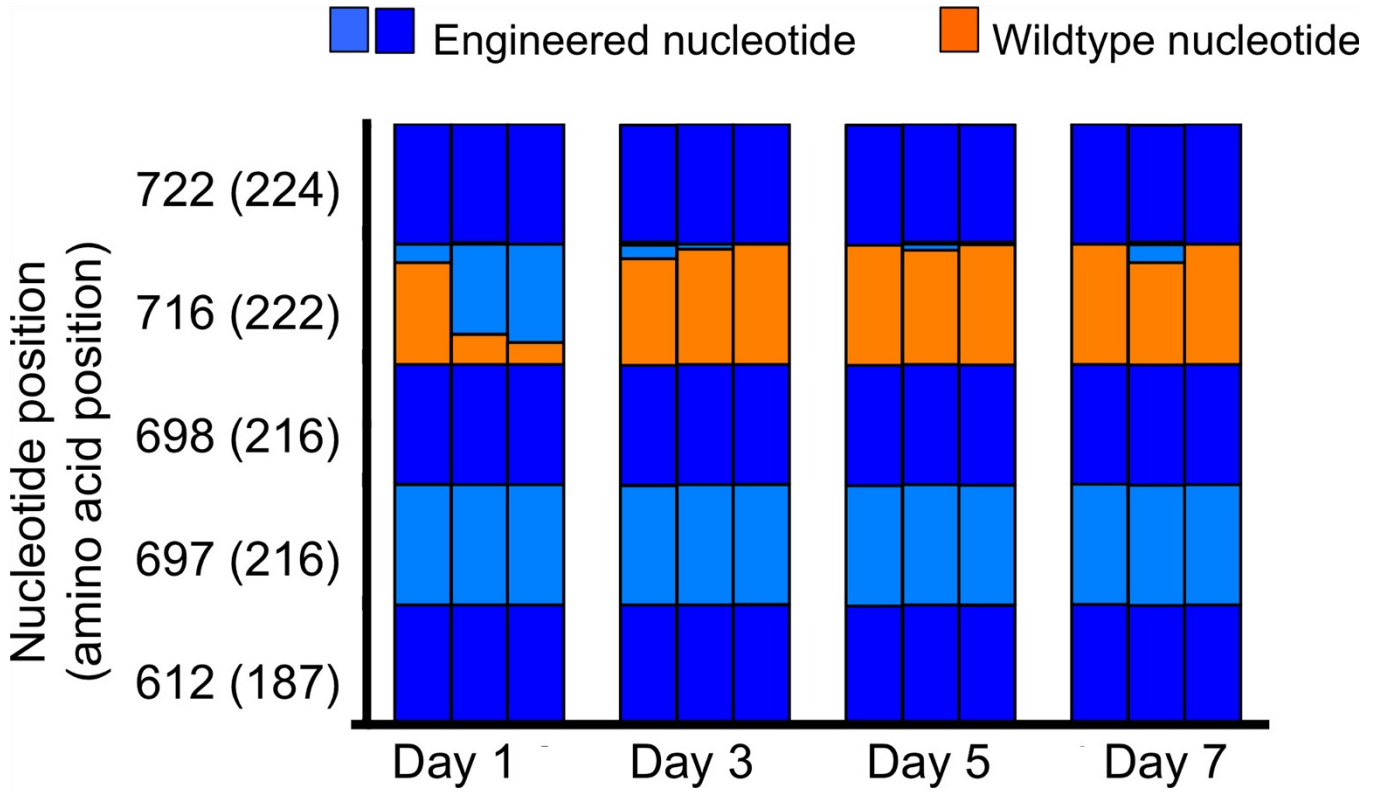 Engineered nucleotide
Wildtype nucleotide
Nucleotide position
(amino acid position)
722 (224)
716 (222)
698 (216)
697 (216)
612 (187)
Day 1
Day 3
Day 5
Day 7